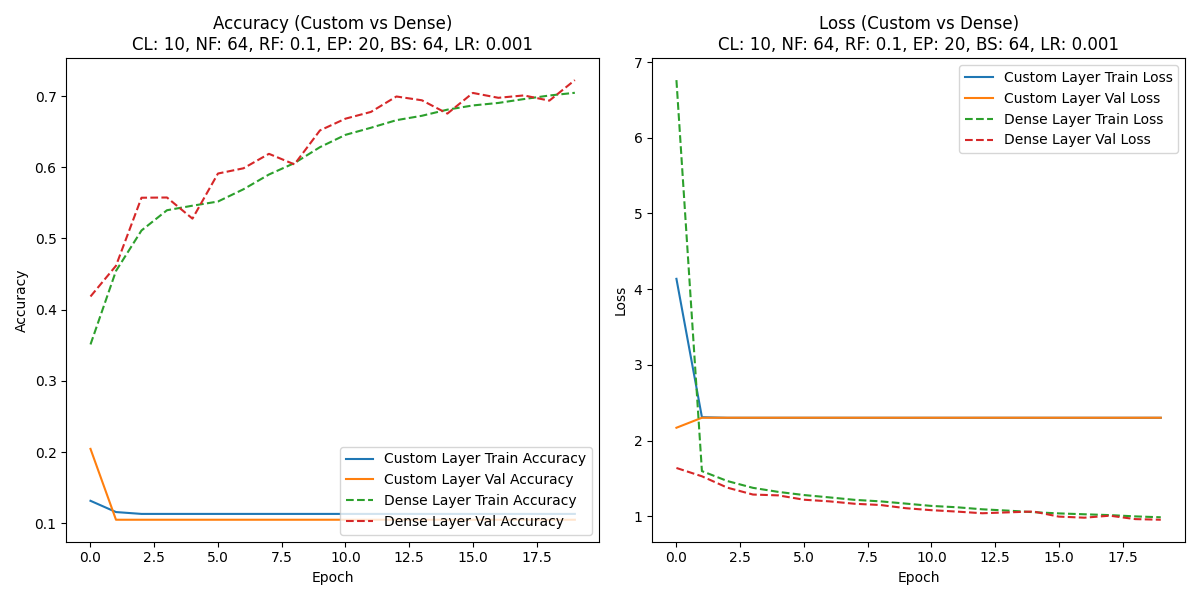 Accuracy (Custom vs Dense)
CL: 10, NF: 64, RF: 0.1, EP: 20, BS: 64, LR: 0.001
Accuracy
0.7
0.6
0.5
0.4
0.3
0.2
0.1
Custom Layer Train Accuracy
Custom Layer Val Accuracy
Dense Layer Train Accuracy
Dense Layer Val Accuracy
0.0 2.5 5.0 7.5 10.0 12.5 15.0 17.5
Epoch
Loss (Custom vs Dense)
CL: 10, NF: 64, RF: 0.1, EP: 20, BS: 64, LR: 0.001
Loss
7
6
5
4
3
2
1
Custom Layer Train Loss
Custom Layer Val Loss
Dense Layer Train Loss
Dense Layer Val Loss
0.0 2.5 5.0 7.5 10.0 12.5 15.0 17.5
Epoch